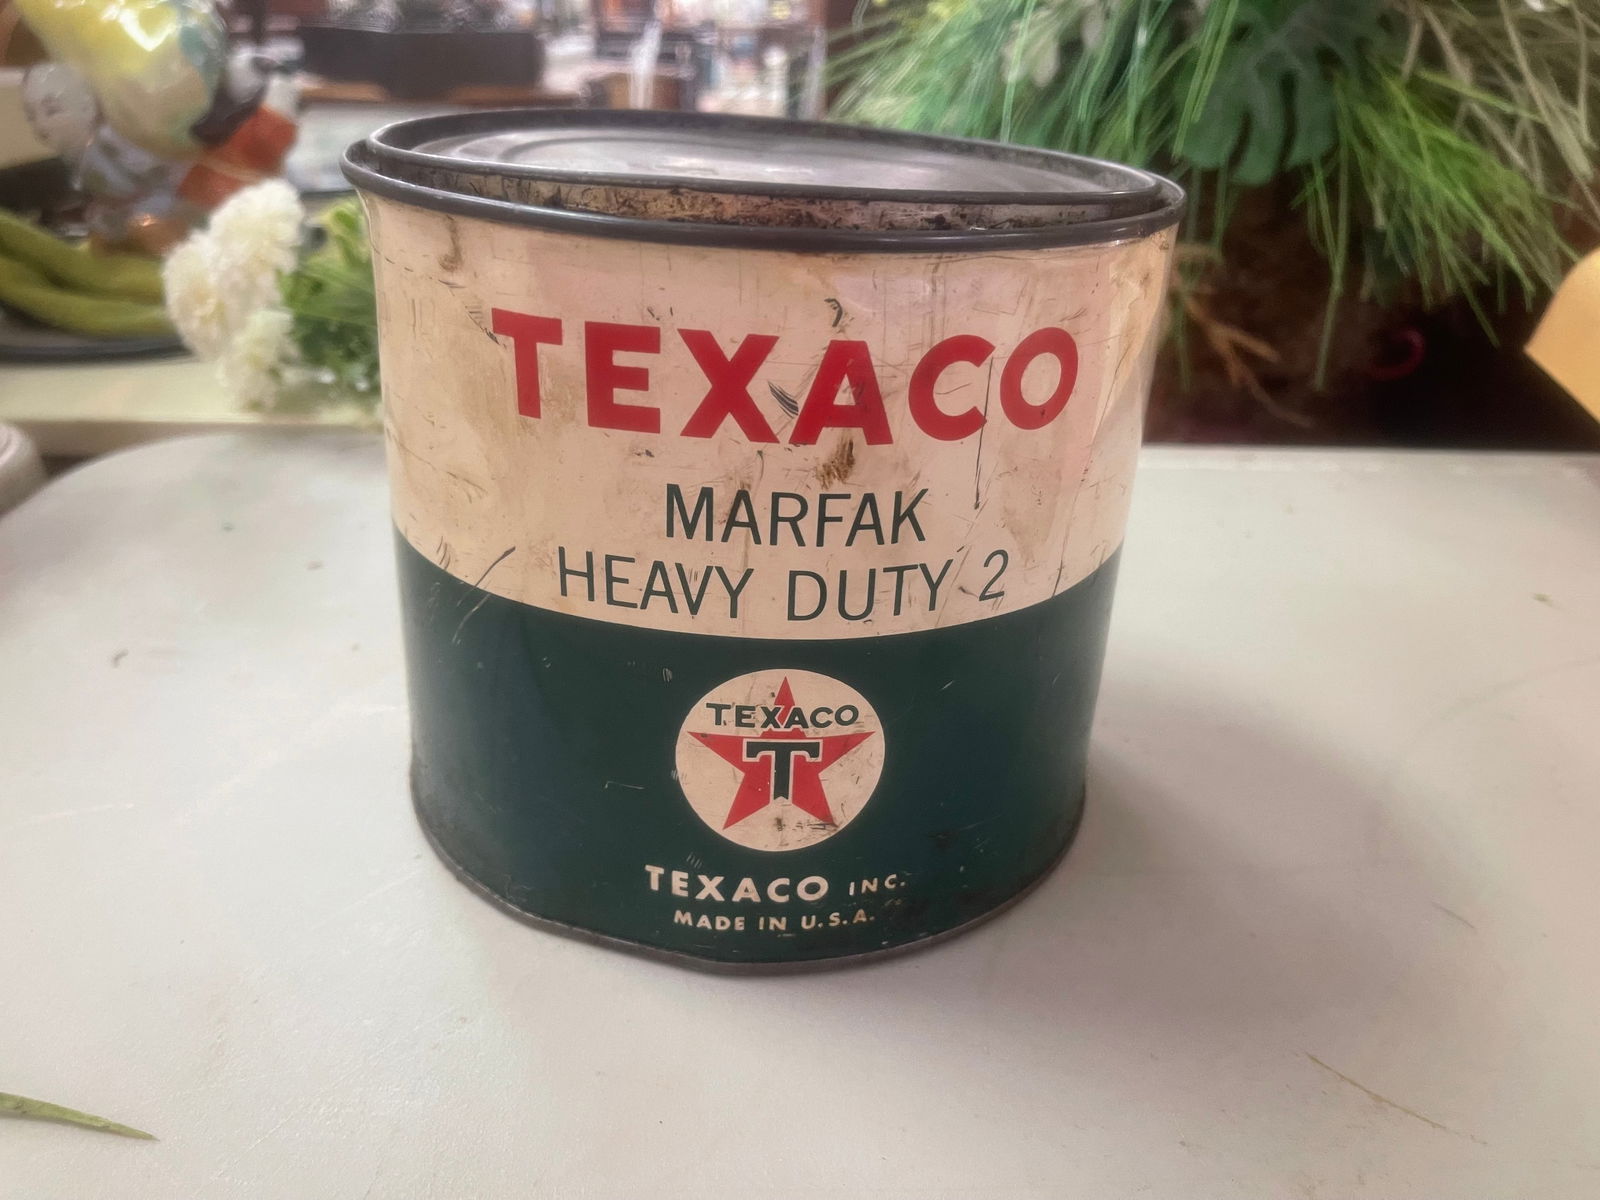 TEXACO
MARFAK
HEAVY DUTY 2
TEXACO
T
TEXACO INC.
MADE IN U.S.A.